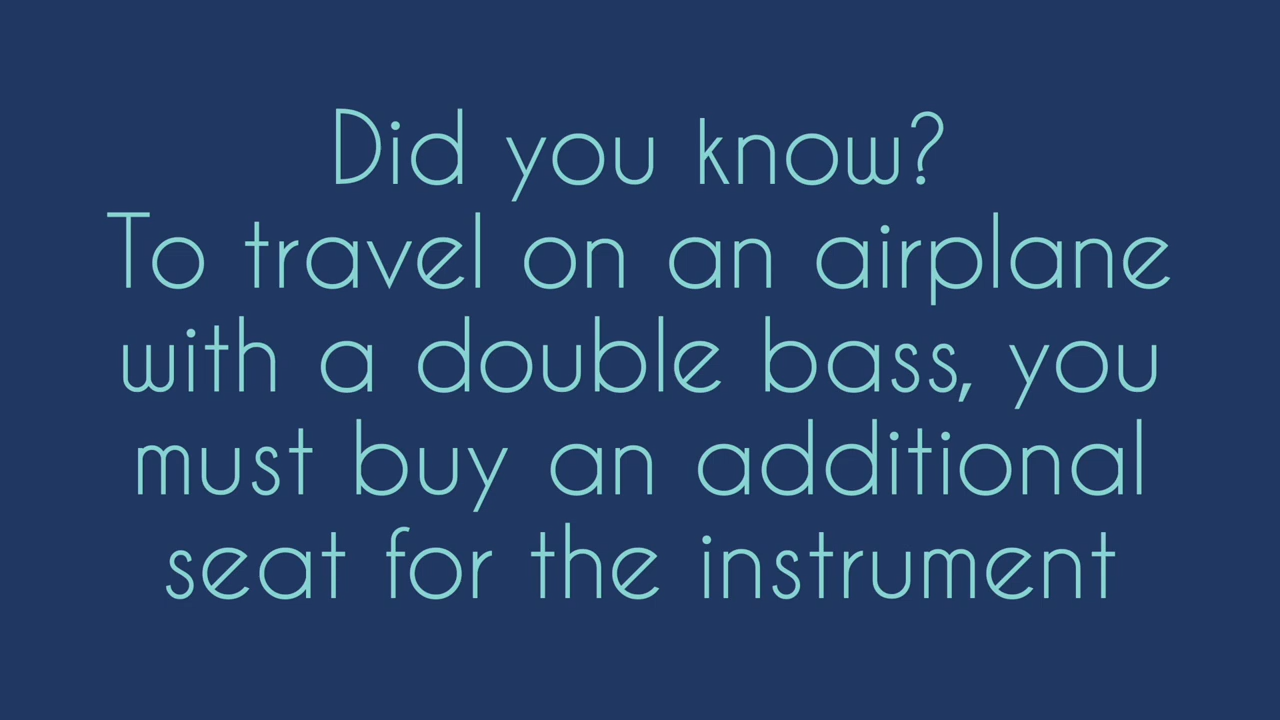 Did you know?
To travel on an airplane
with a double bass, you
must buy an additional
seat for the instrument